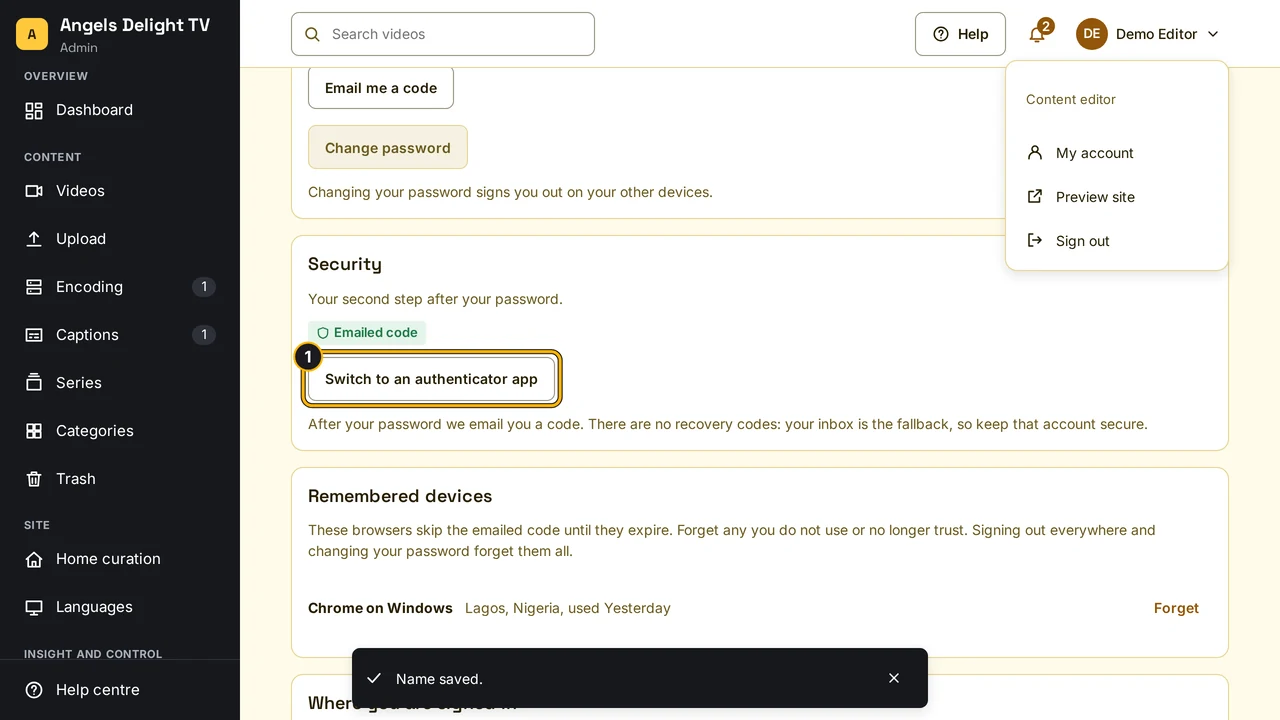 A
Angels Delight TV
Admin
OVERVIEW
Dashboard
CONTENT
Videos
Upload
Encoding 1
Captions 1
Series
Categories
Trash
SITE
Home curation
Languages
INSIGHT AND CONTROL
Help centre
Search videos
Help
2
DE
Demo Editor
Content editor
My account
Preview site
Sign out
Email me a code
Change password
Changing your password signs you out on your other devices.
Security
Your second step after your password.
Emailed code
1
Switch to an authenticator app
After your password we email you a code. There are no recovery codes: your inbox is the fallback, so keep that account secure.
Remembered devices
These browsers skip the emailed code until they expire. Forget any you do not use or no longer trust. Signing out everywhere and
changing your password forget them all.
Chrome on Windows Lagos, Nigeria, used Yesterday
Forget
Name saved.